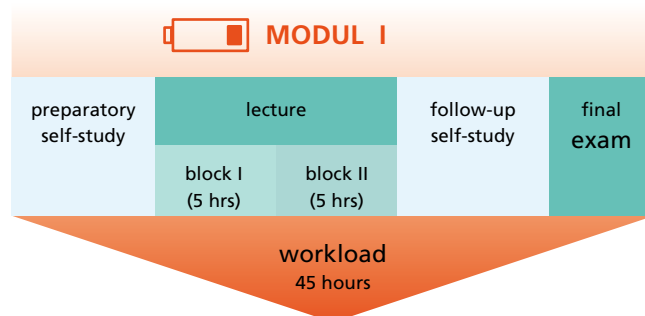 MODUL I
preparatory
self-study
lecture
block I
(5 hrs)
block II
(5 hrs)
follow-up
self-study
final
exam
workload
45 hours